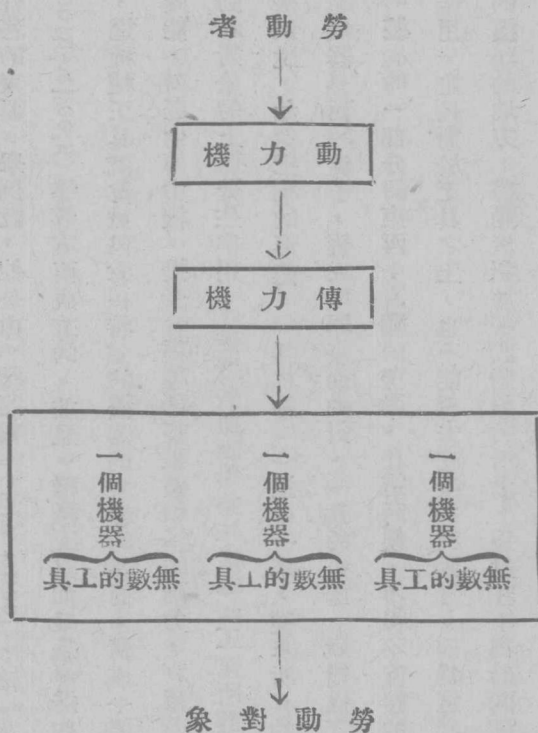 勞動者
動力機
傳力機
一個機器
無數的工具
一個機器
無數的工具
一個機器
無數的工具
勞動對象